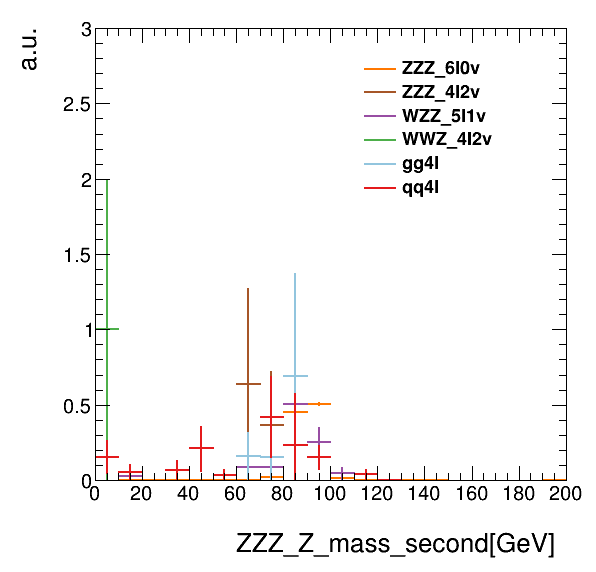 a.u.
3
2.5
2
1.5
1
0.5
0
ZZZ_6l0v
ZZZ_4l2v
WZZ_5l1v
WWZ_4l2v
gg4l
qq4l
0 20 40 60 80 100 120 140 160 180 200
ZZZ_Z_mass_second[GeV]